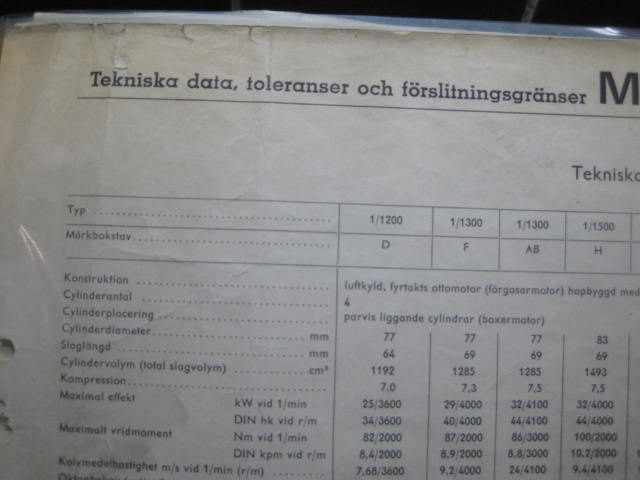 Tekniska data, toleranser och förslitningsgränser M
Tekniska
Typ 1/1200 1/1300 1/1300 1/1500
Märkbokstav D F AB H
Konstruktion luftkyld, fyrtakts ottomotor (förgasarmotor) hopbyggd med
Cylinderantal 4
Cylinderplacering parvis liggande cylindrar (boxermotor)
Cylinderdiameter mm 77 77 77 83
Slaglängd mm 64 69 69 69
Cylindervolym (total slagvolym) cm³ 1192 1285 1285 1493
Kompression 7,0 7,3 7,5 7,5
Maximal effekt kW vid 1/min 25/3600 29/4000 32/4100 32/4000
DIN hk vid r/m 34/3600 40/4000 44/4100 44/4000
Maximalt vridmoment Nm vid 1/min 82/2000 87/2000 86/3000 100/2000
DIN kpm vid r/m 8,4/2000 8,9/2000 8,8/3000 10,2/2000
Kolvmedelhastighet m/s vid 1/min (r/m) 7,68/3600 9,2/4000 24/4100 9,4/4100